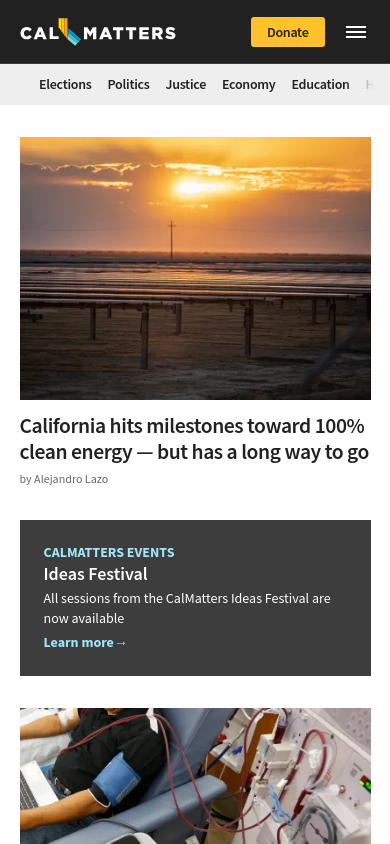 CALMATTERS
Donate
Elections Politics Justice Economy Education H
California hits milestones toward 100%
clean energy — but has a long way to go
by Alejandro Lazo
CALMATTERS EVENTS
Ideas Festival
All sessions from the CalMatters Ideas Festival are
now available
Learn more→